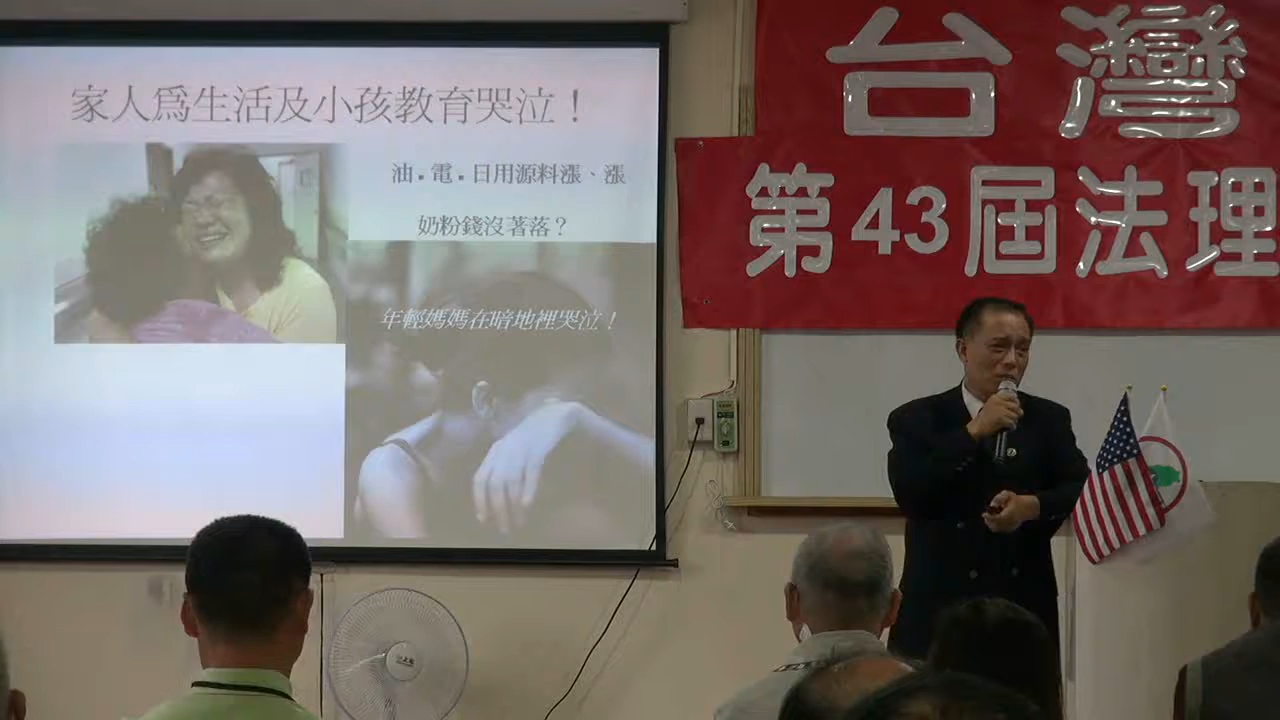 家人爲生活及小孩教育哭泣！
油．電．日用源料漲、漲
奶粉錢沒著落？
年輕媽媽在暗地裡哭泣！
台灣
第43屆法理